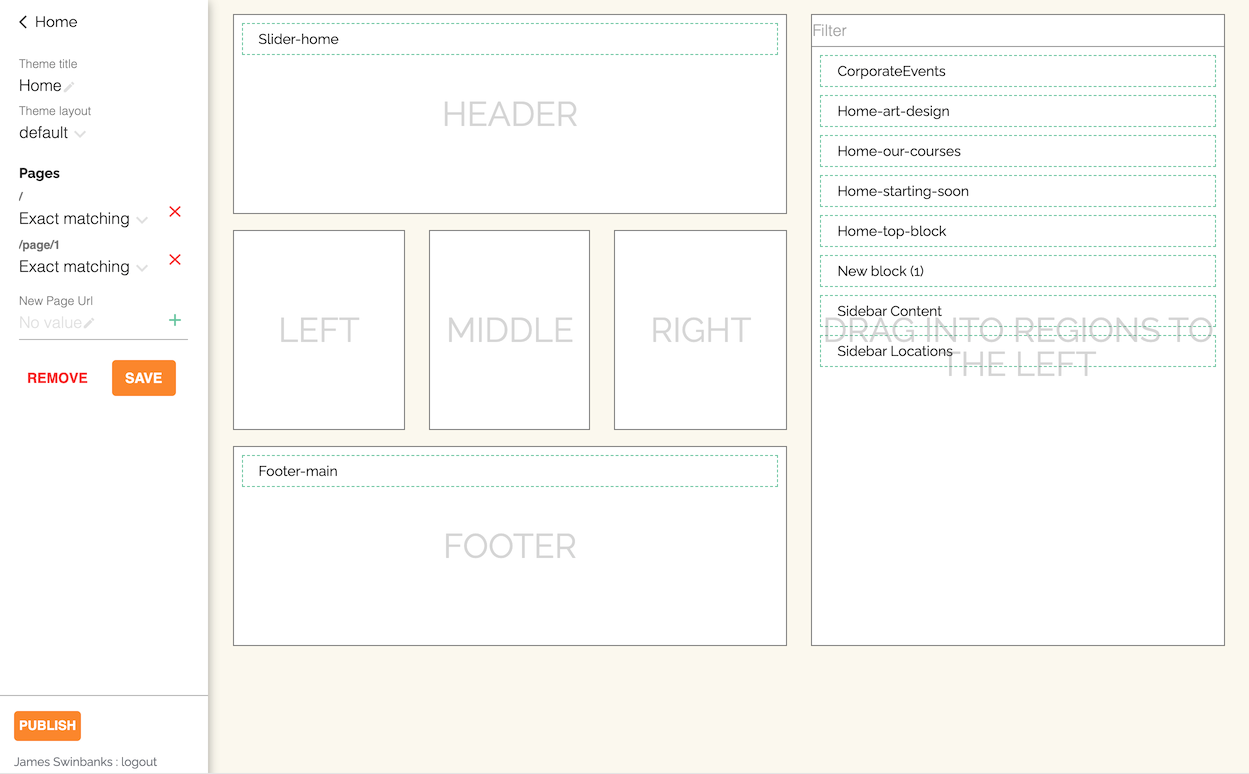 Home
Theme title
Home
Theme layout
default
Pages
/
Exact matching
/page/1
Exact matching
New Page Url
No value
REMOVE
SAVE
PUBLISH
James Swinbanks : logout
Slider-home
HEADER
LEFT
MIDDLE
RIGHT
Footer-main
FOOTER
Filter
CorporateEvents
Home-art-design
Home-our-courses
Home-starting-soon
Home-top-block
New block (1)
Sidebar Content
DRAG INTO REGIONS TO
Sidebar Locations
THE LEFT